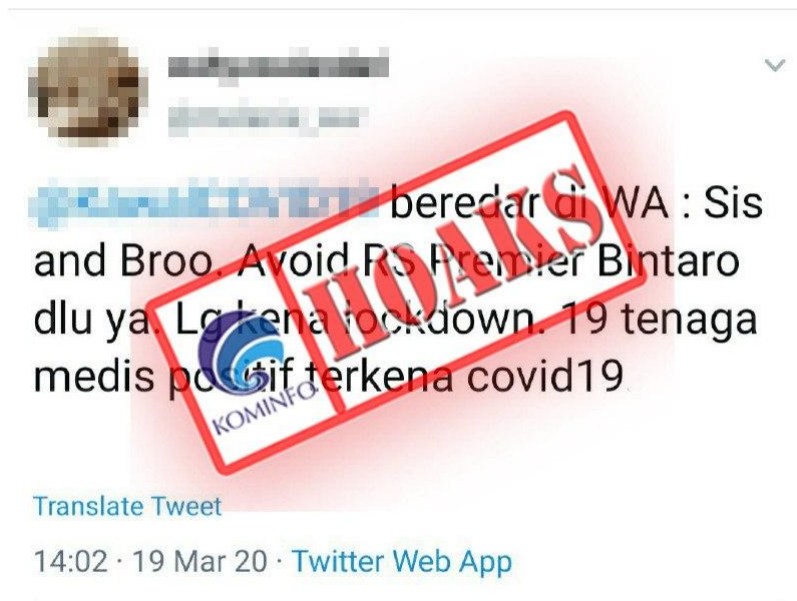 beredar di WA : Sis
and Broo. Avoid RS Premier Bintaro
dlu ya. Lg kena lockdown. 19 tenaga
medis positif terkena covid19
HOAKS
KOMINFO
Translate Tweet
14:02 · 19 Mar 20 · Twitter Web App